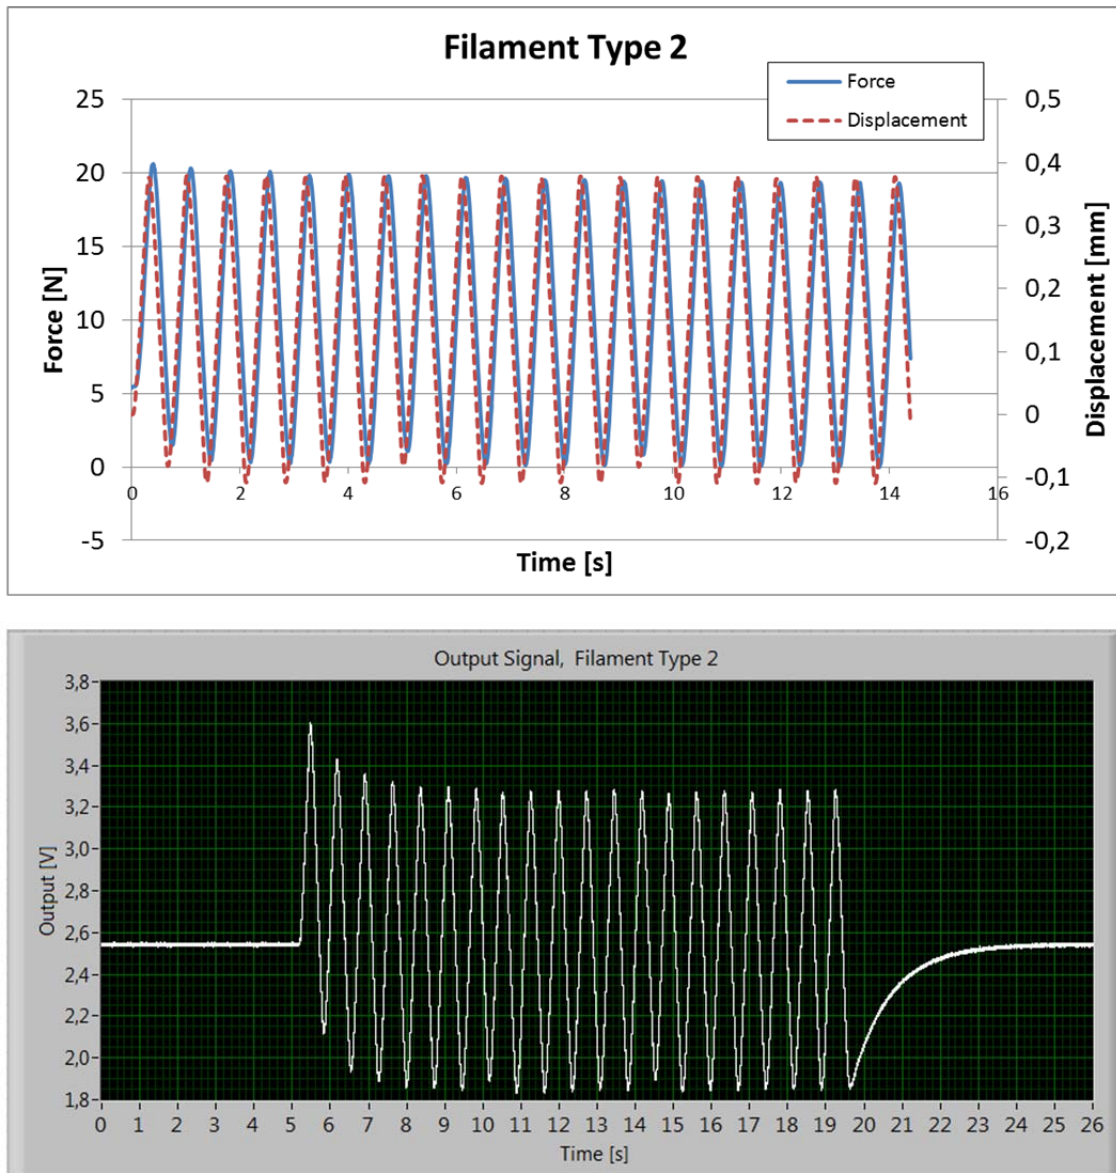 Filament Type 2
Force
Displacement
25
20
15
10
5
0
-5
Force [N]
0,5
0,4
0,3
0,2
0,1
0
-0,1
-0,2
Displacement [mm]
0 2 4 6 8 10 12 14 16
Time [s]
Output Signal, Filament Type 2
3,8
3,6
3,4
3,2
3,0
2,8
2,6
2,4
2,2
2,0
1,8
Output [V]
0 1 2 3 4 5 6 7 8 9 10 11 12 13 14 15 16 17 18 19 20 21 22 23 24 25 26
Time [s]